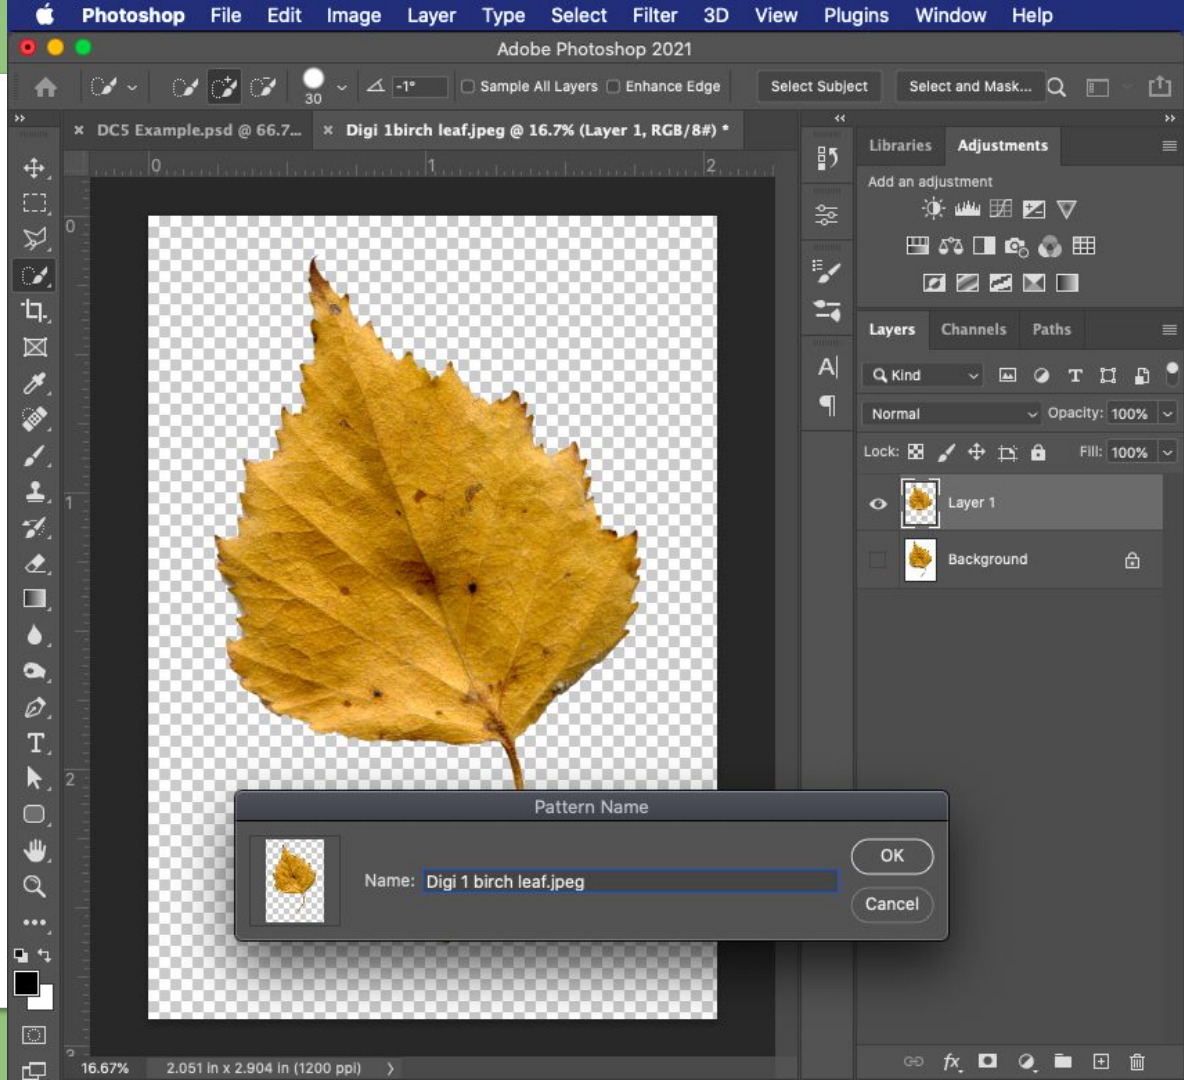 Photoshop File Edit Image Layer Type Select Filter 3D View Plugins Window Help
Adobe Photoshop 2021
30 -1° Sample All Layers Enhance Edge Select Subject Select and Mask...
DC5 Example.psd @ 66.7... Digi 1birch leaf.jpeg @ 16.7% (Layer 1, RGB/8#) *
0 1 2
0
1
2
3
Libraries Adjustments
Add an adjustment
Layers Channels Paths
Kind
Normal Opacity: 100%
Lock: Fill: 100%
Layer 1
Background
Pattern Name
Name: Digi 1 birch leaf.jpeg
OK
Cancel
16.67% 2.051 in x 2.904 in (1200 ppi)